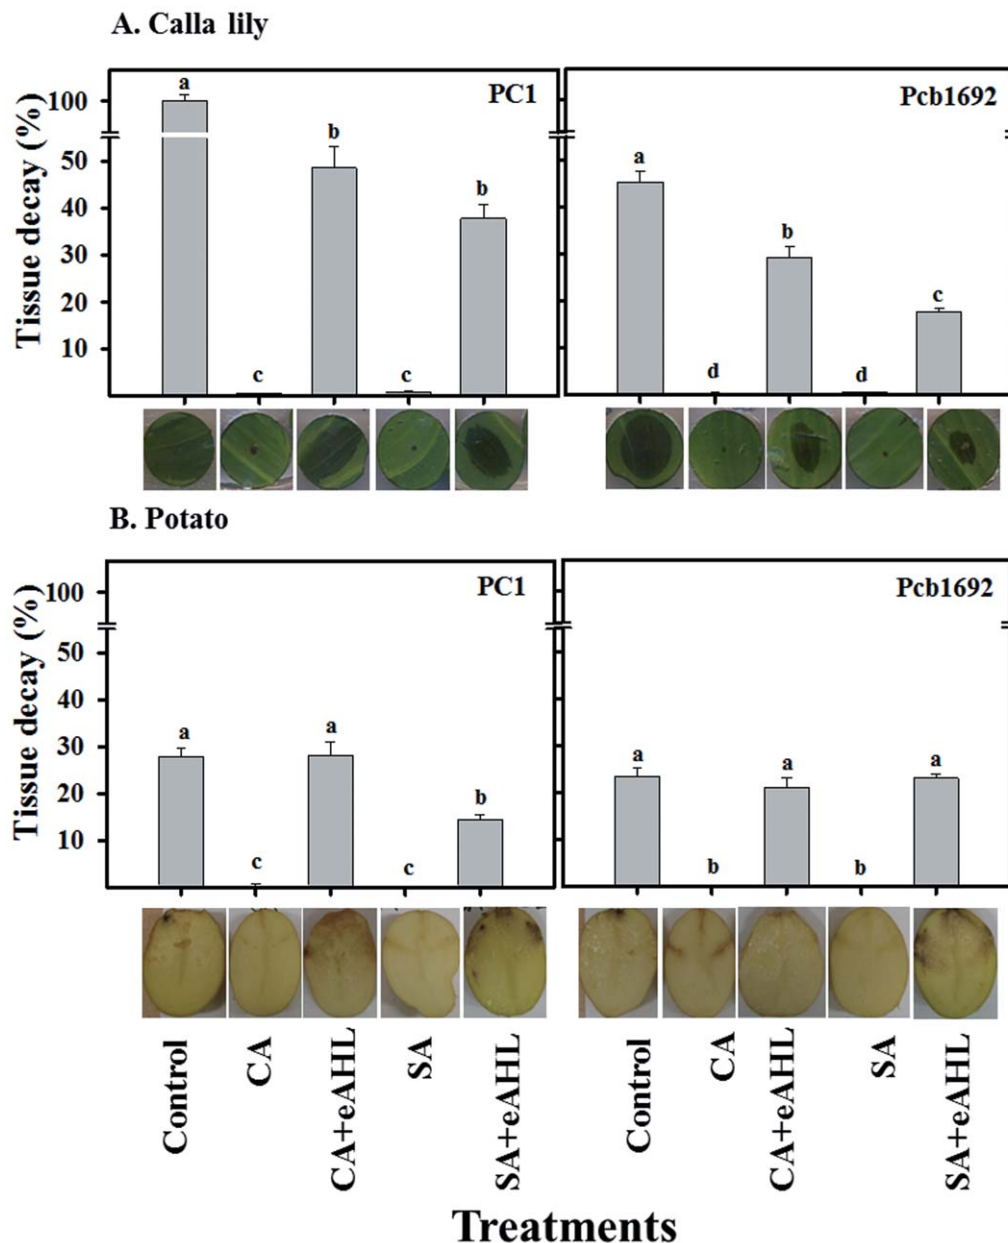 A. Calla lily
Tissue decay (%)
100
50
40
30
20
10
PC1
a
c
b
c
b
Pcb1692
a
d
b
d
c
B. Potato
Tissue decay (%)
100
50
40
30
20
10
PC1
a
c
a
c
b
Pcb1692
a
b
a
b
a
Control
CA
CA+eAHL
SA
SA+eAHL
Control
CA
CA+eAHL
SA
SA+eAHL
Treatments